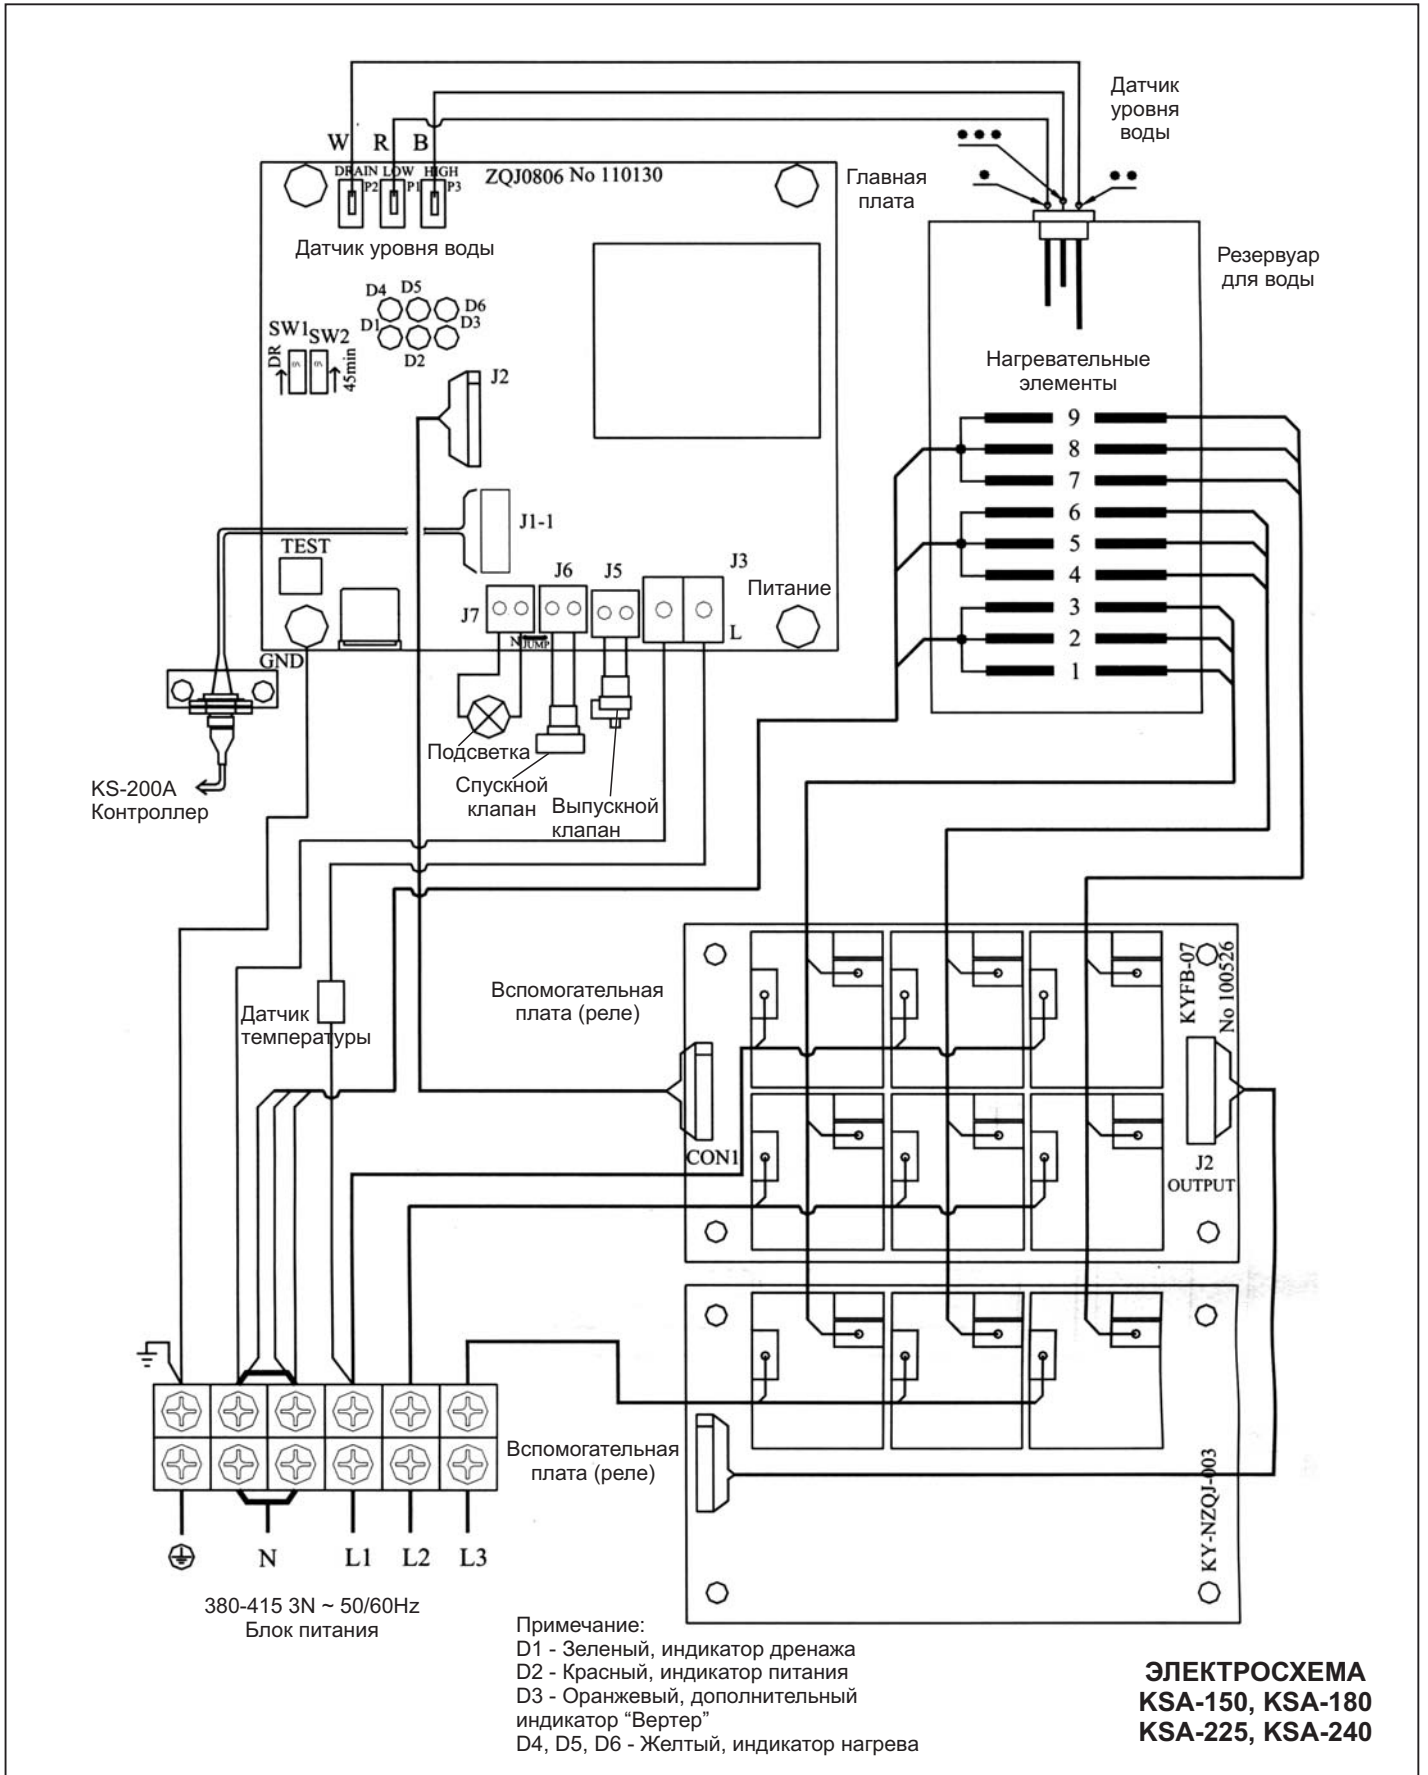 Датчик
уровня
воды
W R B
DRAIN LOW HIGH
P2 P1 P3
ZQJ0806 No 110130
Главная
плата
Датчик уровня воды
Резервуар
для воды
D4 D5 D6
D1 D2 D3
SW1 SW2
DR
45min
J2
Нагревательные
элементы
9
8
7
6
5
4
3
2
1
J1-1
TEST
J7 J6 J5 J3
Питание
L
N JUMP
GND
KS-200A
Контроллер
Подсветка
Спускной
клапан
Выпускной
клапан
Датчик
температуры
Вспомогательная
плата (реле)
KYFB-07
No 100526
CON1
J2
OUTPUT
Вспомогательная
плата (реле)
KY-NZQJ-003
N L1 L2 L3
380-415 3N ~ 50/60Hz
Блок питания
Примечание:
D1 - Зеленый, индикатор дренажа
D2 - Красный, индикатор питания
D3 - Оранжевый, дополнительный
индикатор “Вертер”
D4, D5, D6 - Желтый, индикатор нагрева
ЭЛЕКТРОСХЕМА
KSA-150, KSA-180
KSA-225, KSA-240